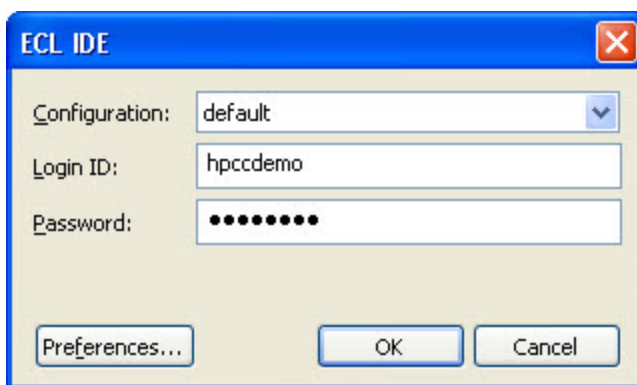 ECL IDE
Configuration: default
Login ID: hpccdemo
Password: ●●●●●●●●
Preferences... OK Cancel